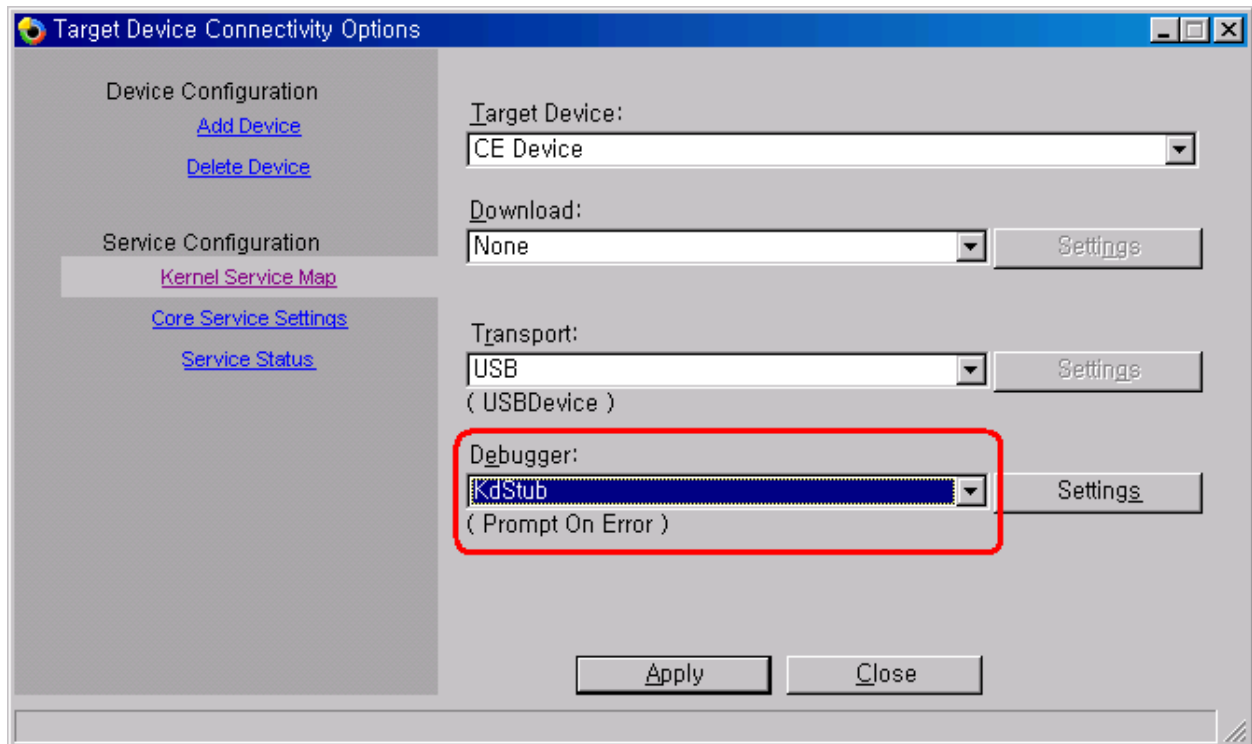 Target Device Connectivity Options
Device Configuration
Add Device
Delete Device
Service Configuration
Kernel Service Map
Core Service Settings
Service Status
Target Device:
CE Device
Download:
None
Settings
Transport:
USB
Settings
( USBDevice )
Debugger:
KdStub
Settings
( Prompt On Error )
Apply
Close